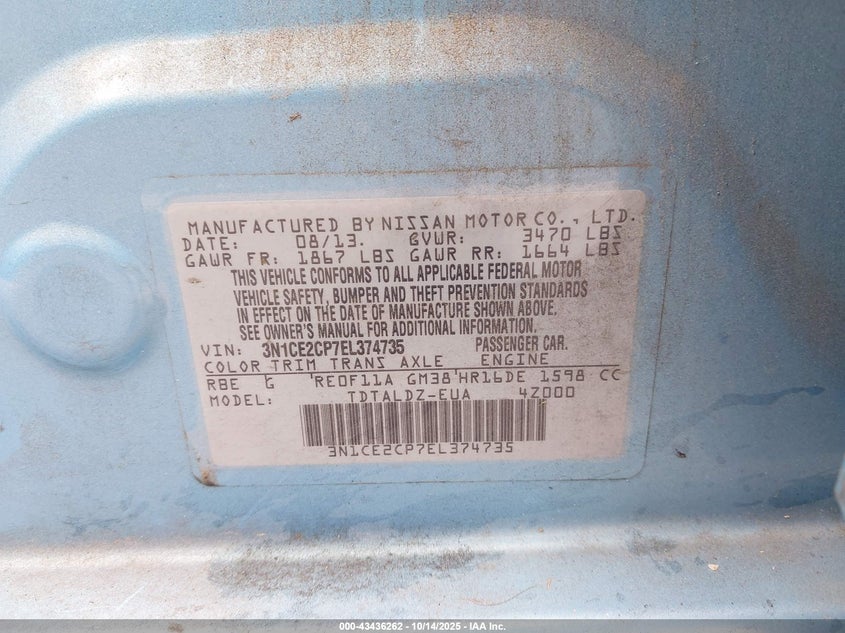 MANUFACTURED BY NISSAN MOTOR CO., LTD.
DATE: 08/13. GVWR: 3470 LBS
GAWR FR: 1867 LBS GAWR RR: 1664 LBS
THIS VEHICLE CONFORMS TO ALL APPLICABLE FEDERAL MOTOR
VEHICLE SAFETY, BUMPER AND THEFT PREVENTION STANDARDS
IN EFFECT ON THE DATE OF MANUFACTURE SHOWN ABOVE.
SEE OWNER'S MANUAL FOR ADDITIONAL INFORMATION.
VIN: 3N1CE2CP7EL374735 PASSENGER CAR.
COLOR TRIM TRANS AXLE ENGINE
RBE G RE0F11A GM38 HR16DE 1598 CC
MODEL: TDTALDZ-EUA 4Z000
3N1CE2CP7EL374735
000-43436262 - 10/14/2025 - IAA Inc.